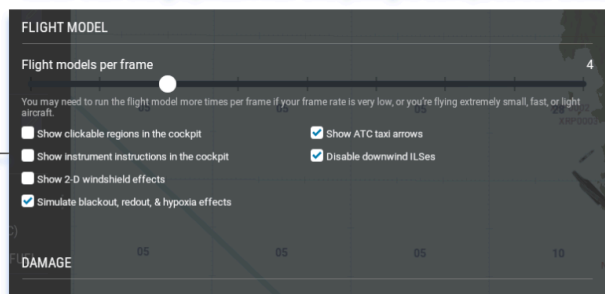 FLIGHT MODEL
Flight models per frame 4
You may need to run the flight model more times per frame if your frame rate is very low, or you're flying extremely small, fast, or light
aircraft.
Show clickable regions in the cockpit
Show ATC taxi arrows
Show instrument instructions in the cockpit
Disable downwind ILSes
Show 2-D windshield effects
Simulate blackout, redout, & hypoxia effects
05 05 05 10
DAMAGE